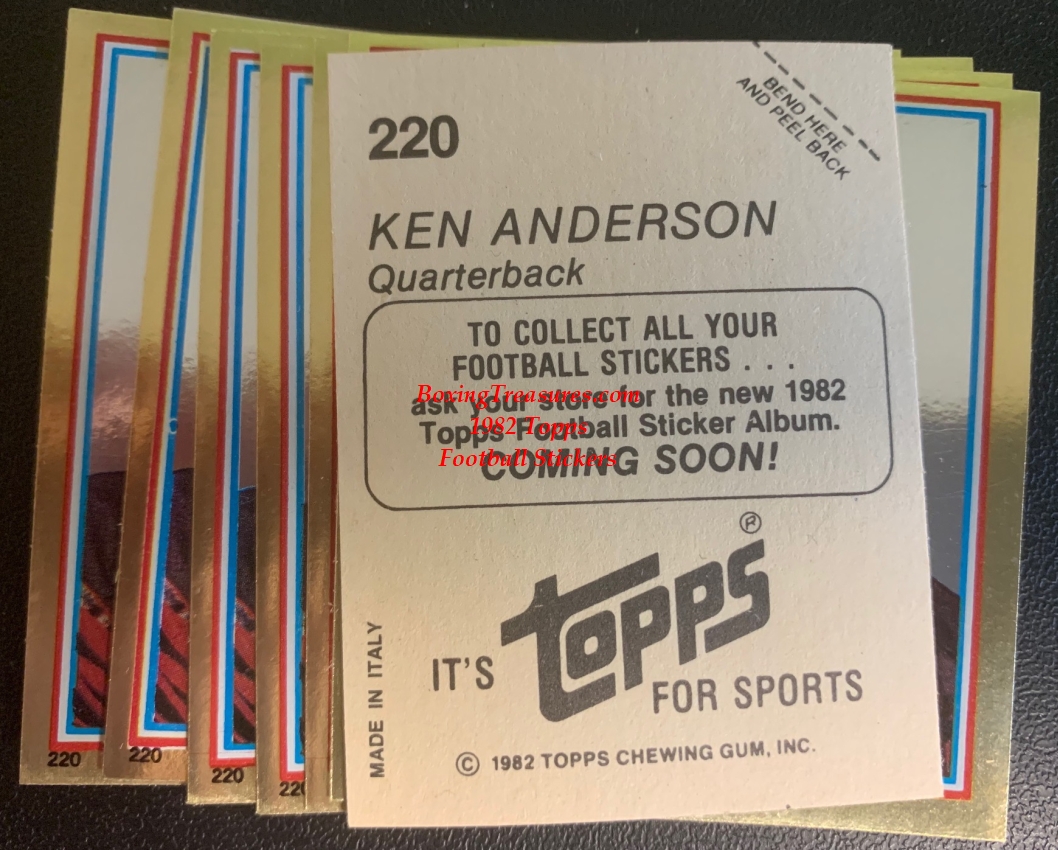 220
BEND HERE
AND PEEL BACK
KEN ANDERSON
Quarterback
TO COLLECT ALL YOUR
FOOTBALL STICKERS . . .
ask your store for the new 1982
Topps Football Sticker Album.
COMING SOON!
BoxingTreasures.com
1982 Topps
Football Stickers
®
IT'S TOPPS
FOR SPORTS
MADE IN ITALY
© 1982 TOPPS CHEWING GUM, INC.
220
220
220
220